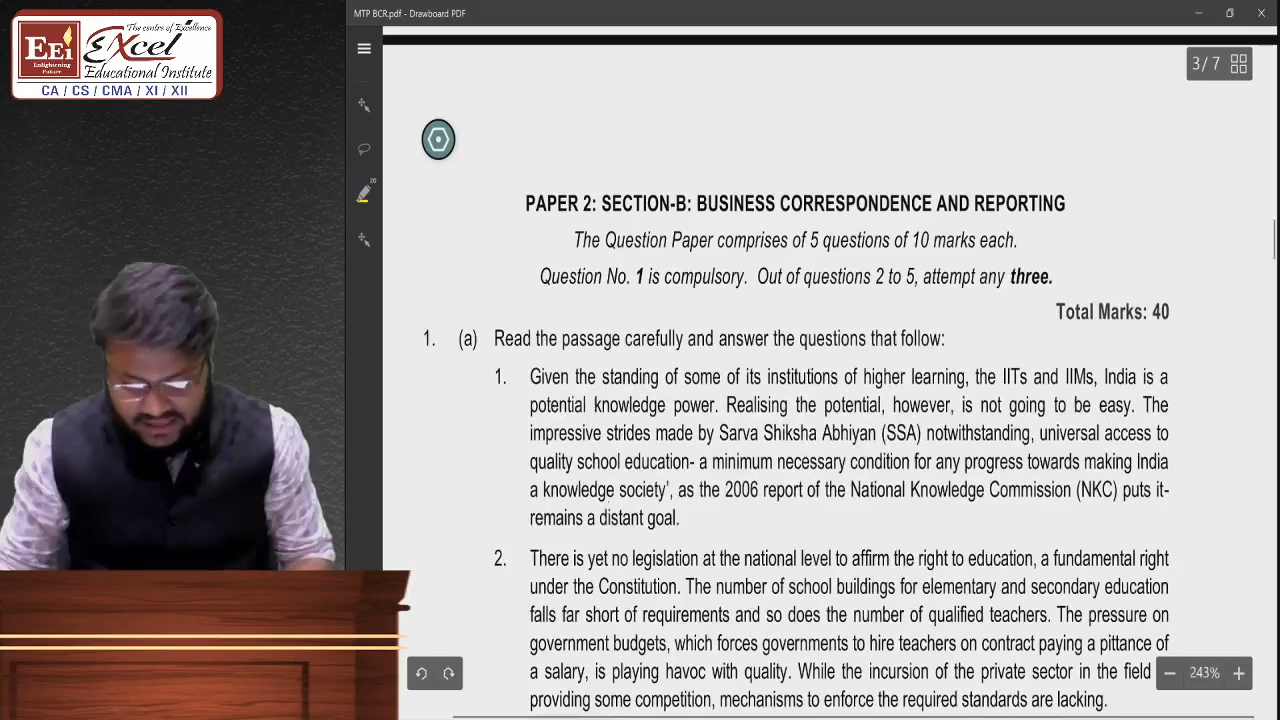 The centre of Excellence
EEi
Enlightening
Future
Excel
Educational Institute
CA / CS / CMA / XI / XII
MTP BCR.pdf - Drawboard PDF
3 / 7
20
PAPER 2: SECTION-B: BUSINESS CORRESPONDENCE AND REPORTING
The Question Paper comprises of 5 questions of 10 marks each.
Question No. 1 is compulsory. Out of questions 2 to 5, attempt any three.
Total Marks: 40
1. (a) Read the passage carefully and answer the questions that follow:
1. Given the standing of some of its institutions of higher learning, the IITs and IIMs, India is a
potential knowledge power. Realising the potential, however, is not going to be easy. The
impressive strides made by Sarva Shiksha Abhiyan (SSA) notwithstanding, universal access to
quality school education- a minimum necessary condition for any progress towards making India
a knowledge society', as the 2006 report of the National Knowledge Commission (NKC) puts it-
remains a distant goal.
2. There is yet no legislation at the national level to affirm the right to education, a fundamental right
under the Constitution. The number of school buildings for elementary and secondary education
falls far short of requirements and so does the number of qualified teachers. The pressure on
government budgets, which forces governments to hire teachers on contract paying a pittance of
a salary, is playing havoc with quality. While the incursion of the private sector in the field
providing some competition, mechanisms to enforce the required standards are lacking.
243%